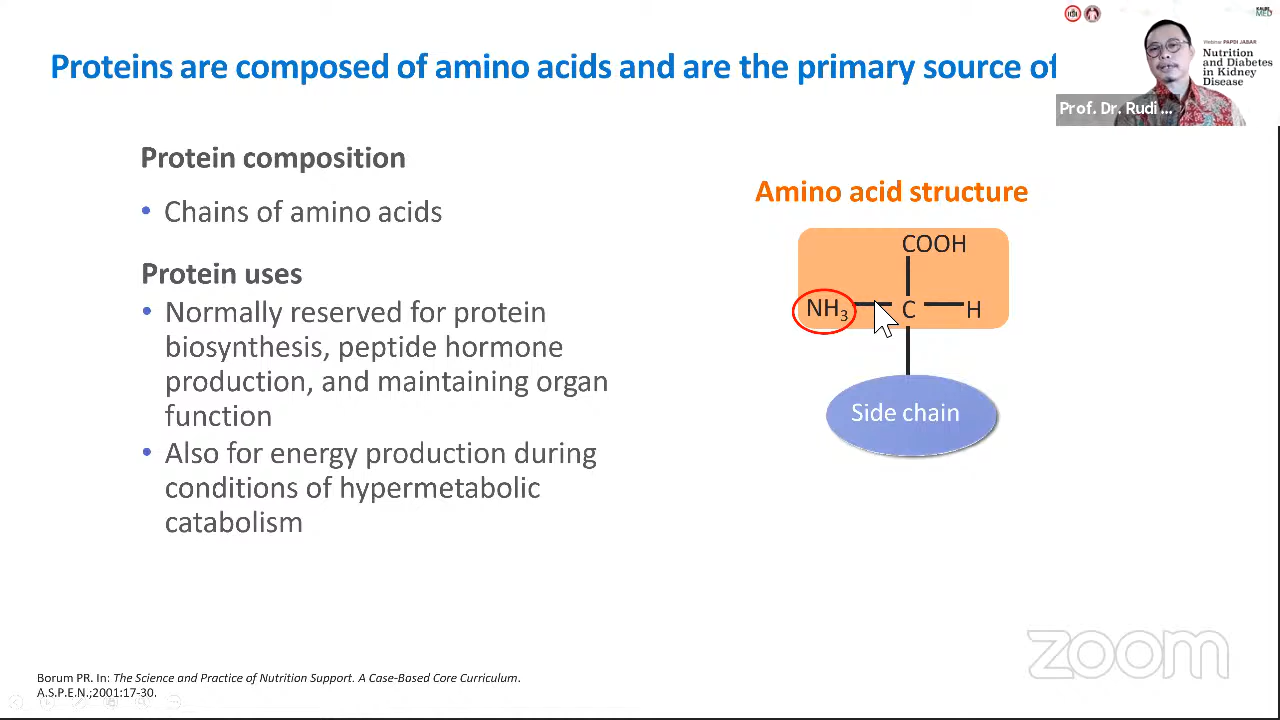 KALBE
MED
Proteins are composed of amino acids and are the primary source of
Webinar PAPDI JABAR
Nutrition
and Diabetes
in Kidney
Disease
Prof. Dr. Rudi ...
Protein composition
• Chains of amino acids
Protein uses
• Normally reserved for protein
biosynthesis, peptide hormone
production, and maintaining organ
function
• Also for energy production during
conditions of hypermetabolic
catabolism
Amino acid structure
COOH
NH₃ C H
Side chain
zoom
Borum PR. In: The Science and Practice of Nutrition Support. A Case-Based Core Curriculum.
A.S.P.E.N.;2001:17-30.